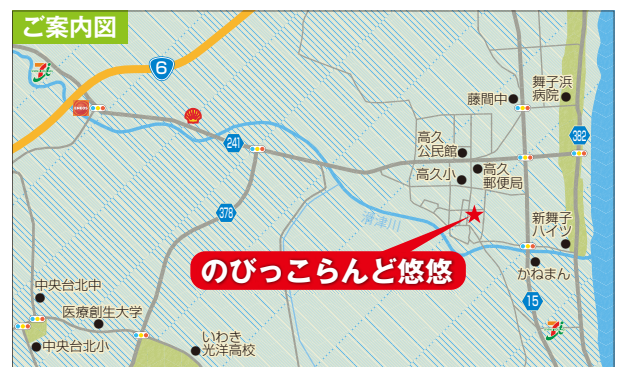 ご案内図
6
舞子浜
病院
藤間中
382
ENEOS
241
高久
公民館
高久小
高久
郵便局
378
滑津川
新舞子
ハイツ
のびっこらんど悠悠
かねまん
中央台北中
医療創生大学
15
中央台北小
いわき
光洋高校